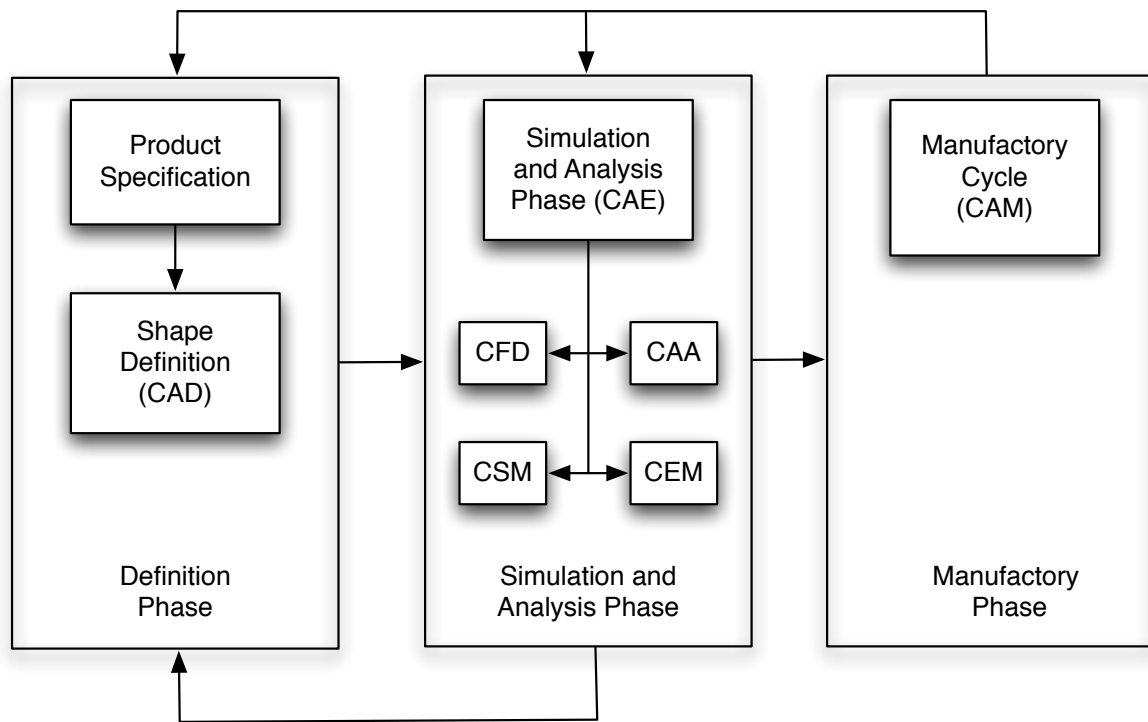 Product
Specification
Shape
Definition
(CAD)
Definition
Phase
Simulation
and Analysis
Phase (CAE)
CFD
CAA
CSM
CEM
Simulation and
Analysis Phase
Manufactory
Cycle
(CAM)
Manufactory
Phase